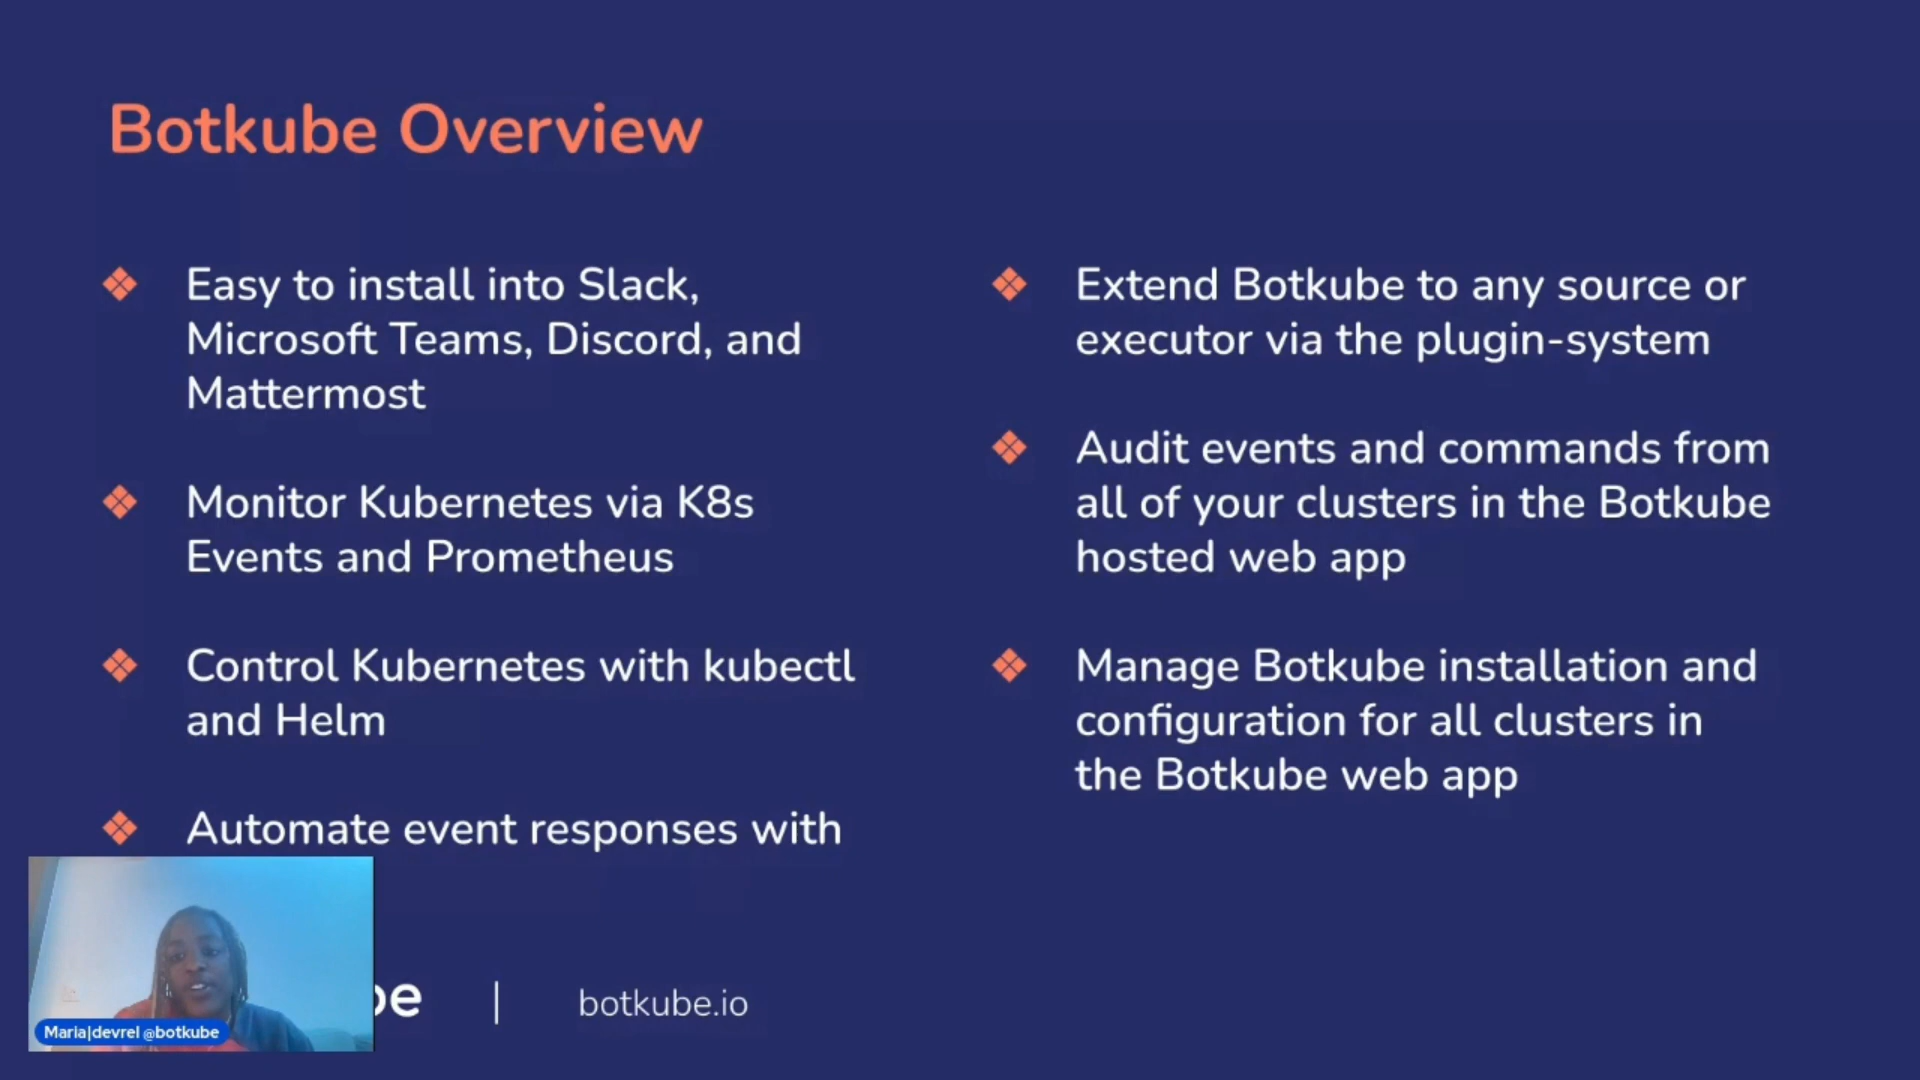 Botkube Overview
Easy to install into Slack,
Microsoft Teams, Discord, and
Mattermost
Monitor Kubernetes via K8s
Events and Prometheus
Control Kubernetes with kubectl
and Helm
Automate event responses with
Extend Botkube to any source or
executor via the plugin-system
Audit events and commands from
all of your clusters in the Botkube
hosted web app
Manage Botkube installation and
configuration for all clusters in
the Botkube web app
be | botkube.io
Maria|devrel @botkube